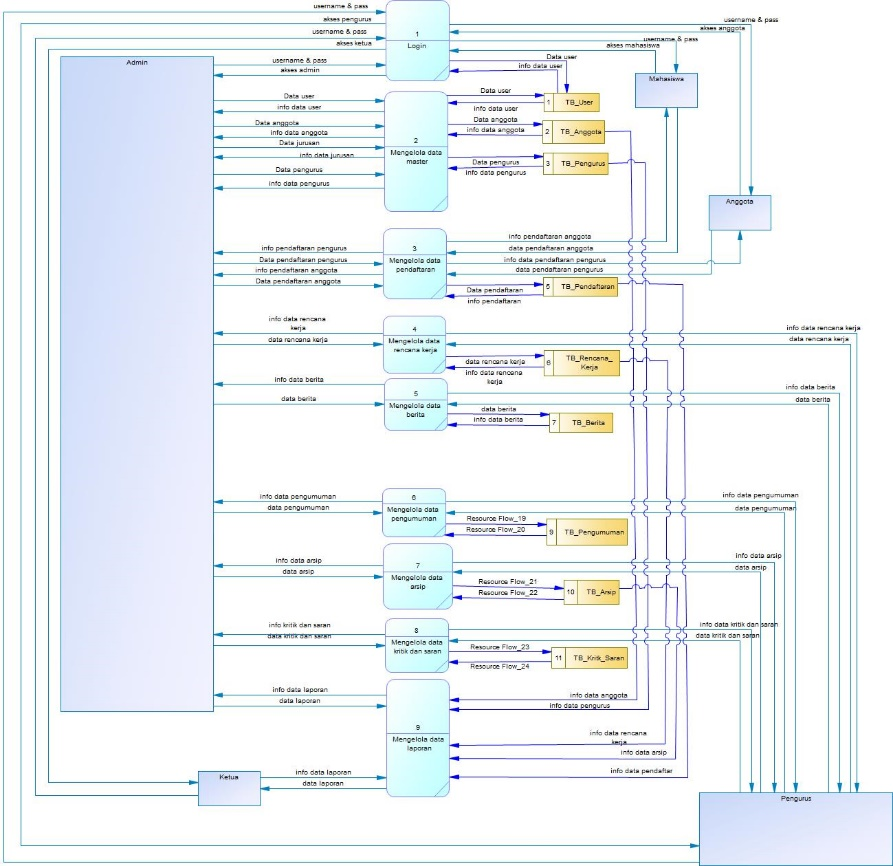 username & pass
akses pengurus
username & pass
akses ketua
1
Login
username & pass
akses anggota
username & pass
akses mahasiswa
Admin
username & pass
akses admin
Data user
info data user
Mahasiswa
Data user
info data user
Data anggota
info data anggota
Data jurusan
info data jurusan
Data pengurus
info data pengurus
2
Mengelola data
master
Data user
info data user
Data anggota
info data anggota
Data pengurus
info data pengurus
1 TB_User
2 TB_Anggota
3 TB_Pengurus
Anggota
info pendaftaran pengurus
Data pendaftaran pengurus
info pendaftaran anggota
Data pendaftaran anggota
3
Mengelola data
pendaftaran
info pendaftaran anggota
data pendaftaran anggota
info data pendaftaran pengurus
data pendaftaran pengurus
Data pendaftaran
info pendaftaran
5 TB_Pendaftaran
info data rencana
kerja
data rencana kerja
4
Mengelola data
rencana kerja
info data rencana kerja
data rencana kerja
data rencana kerja
info data rencana
kerja
6 TB_Rencana_
Kerja
info data berita
data berita
5
Mengelola data
berita
info data berita
data berita
data berita
info data berita
7 TB_Berita
info data pengumuman
data pengumuman
6
Mengelola data
pengumuman
info data pengumuman
data pengumuman
Resource Flow_19
Resource Flow_20
9 TB_Pengumuman
info data arsip
data arsip
7
Mengelola data
arsip
info data arsip
data arsip
Resource Flow_21
Resource Flow_22
10 TB_Arsip
info kritik dan saran
data kritik dan saran
8
Mengelola data
kritik dan saran
info data kritik dan saran
data kritik dan saran
Resource Flow_23
Resource Flow_24
11 TB_Kritk_Saran
info data laporan
data laporan
9
Mengelola data
laporan
info data anggota
info data pengurus
info data rencana
kerja
info data arsip
info data pendaftar
Ketua
info data laporan
data laporan
Pengurus